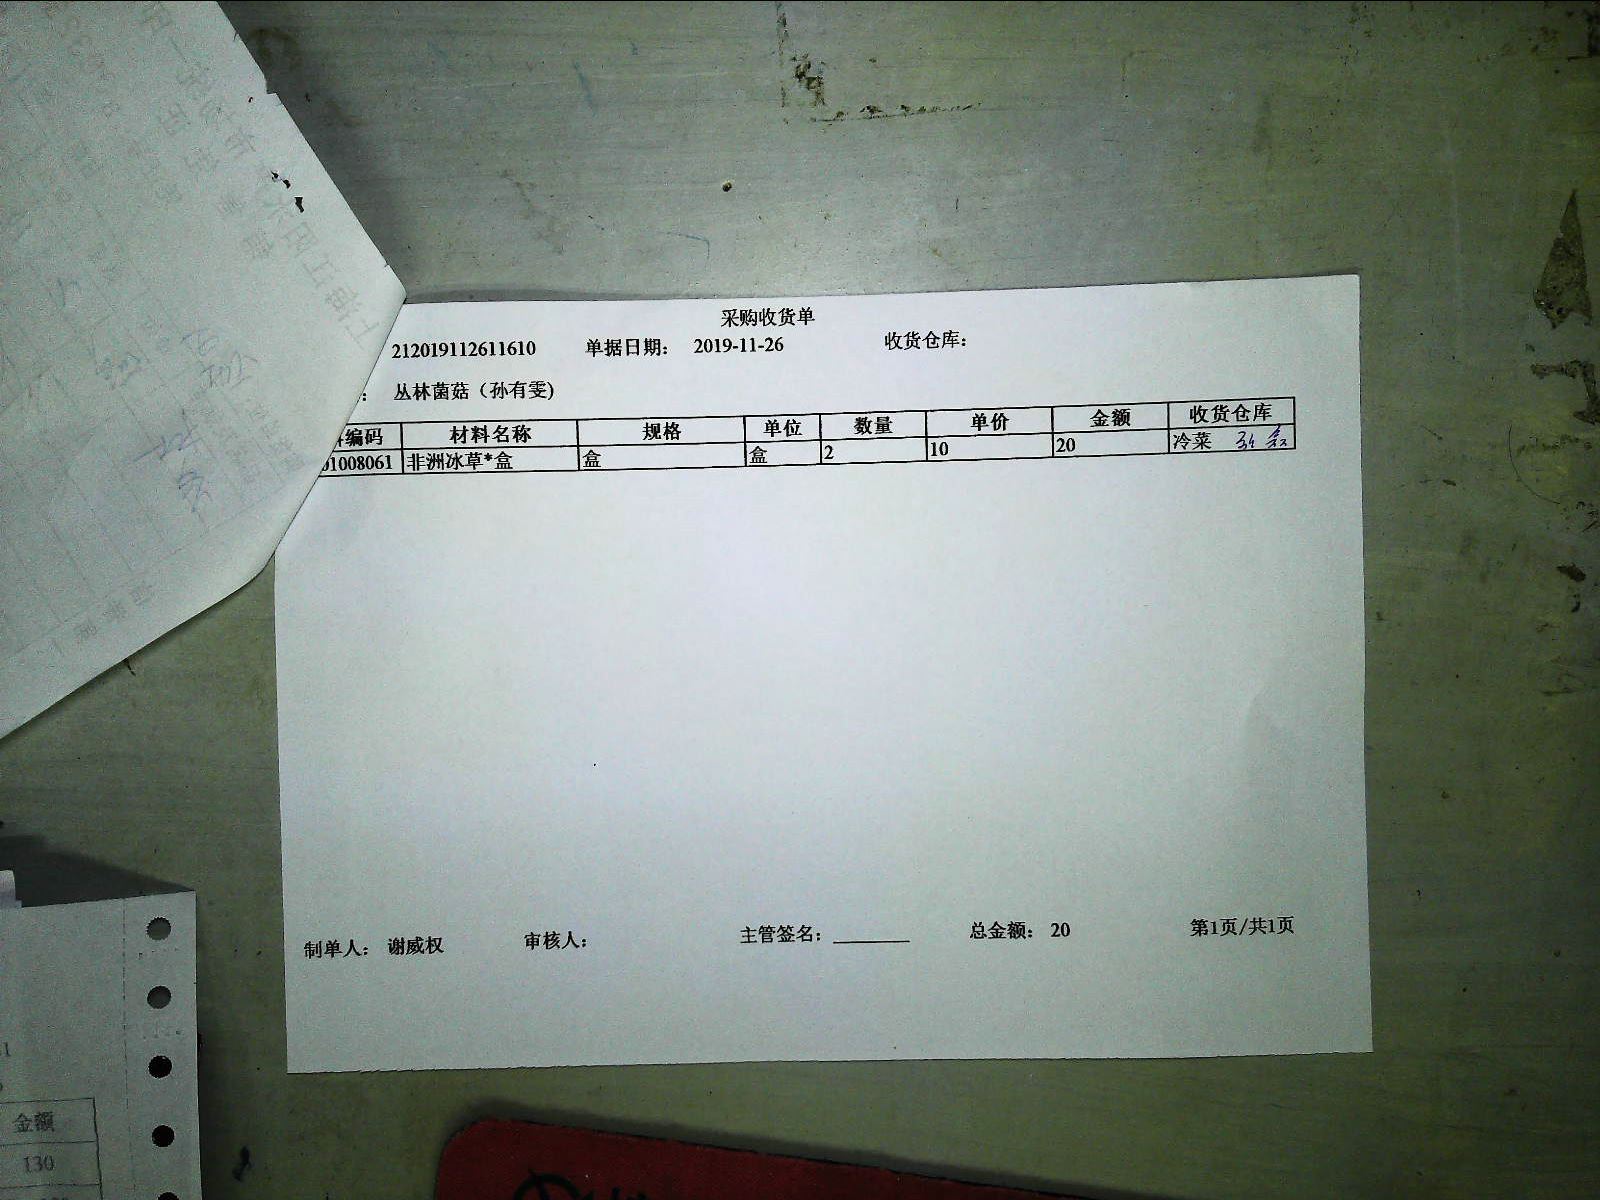 采购收货单
212019112611610 单据日期： 2019-11-26 收货仓库：
： 丛林菌菇（孙有雯)
编码 材料名称 规格 单位 数量 单价 金额 收货仓库
01008061 非洲冰草*盒 盒 盒 2 10 20 冷菜
制单人： 谢威权 审核人： 主管签名： ________ 总金额： 20 第1页/共1页
金额
130